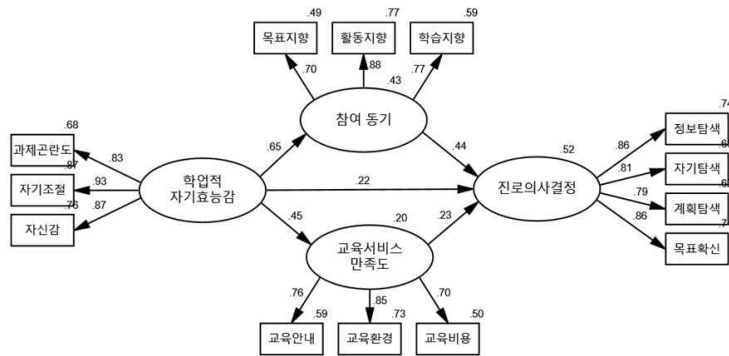 .49 .77 .59
목표지향 활동지향 학습지향
.70 .88 .77
.43
참여 동기
.68
과제곤란도
.83
.65
.44
.52
.74
정보탐색
.86
.87
자기조절
.93
학업적
자기효능감
.22
진로의사결정
.81
자기탐색
.76
자신감
.87
.79
계획탐색
.45
.20
.23
.86
목표확신
교육서비스
만족도
.76 .85 .70
.59 .73 .50
교육안내 교육환경 교육비용